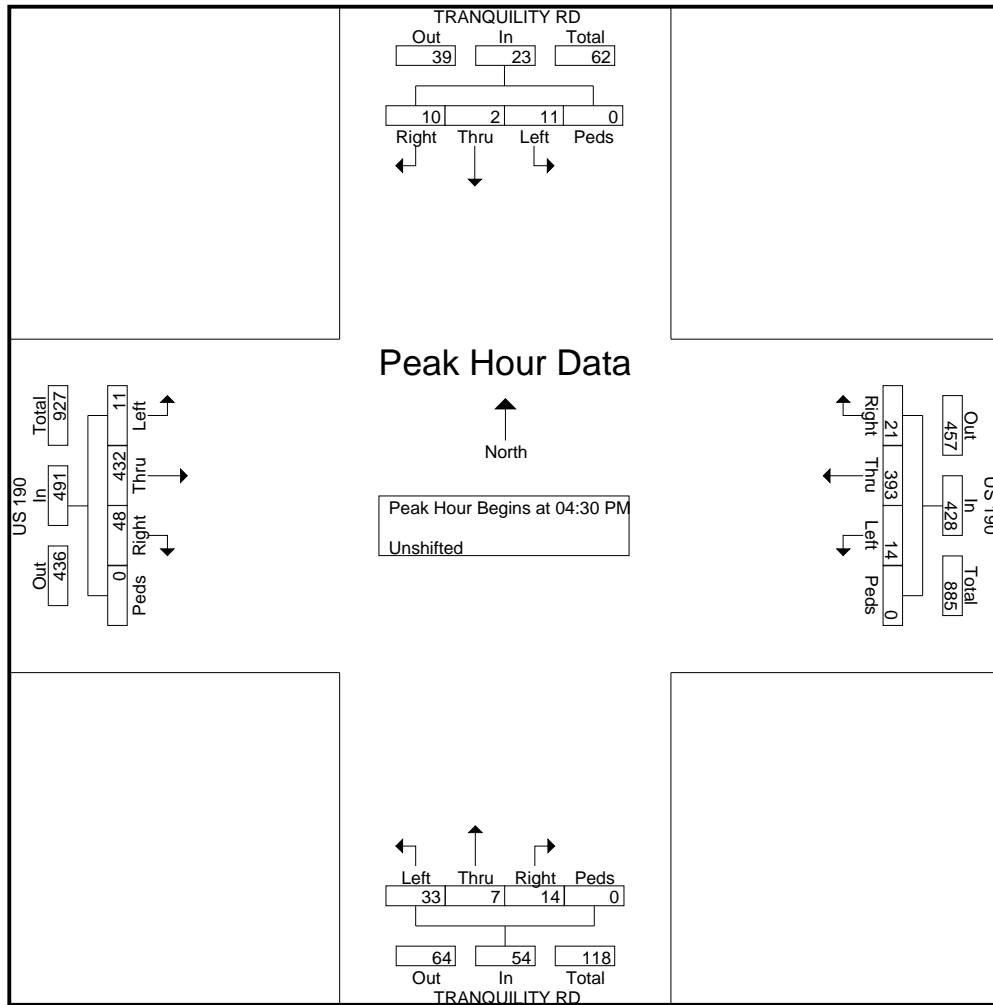 TRANQUILITY RD
Out In Total
39 23 62
10 2 11 0
Right Thru Left Peds
Peak Hour Data
North
Peak Hour Begins at 04:30 PM
Unshifted
US 190
Total In Out
927 491 436
11 432 48 0
Left Thru Right Peds
US 190
Out In Total
457 428 885
21 393 14 0
Right Thru Left Peds
Left Thru Right Peds
33 7 14 0
64 54 118
Out In Total
TRANQUILITY RD